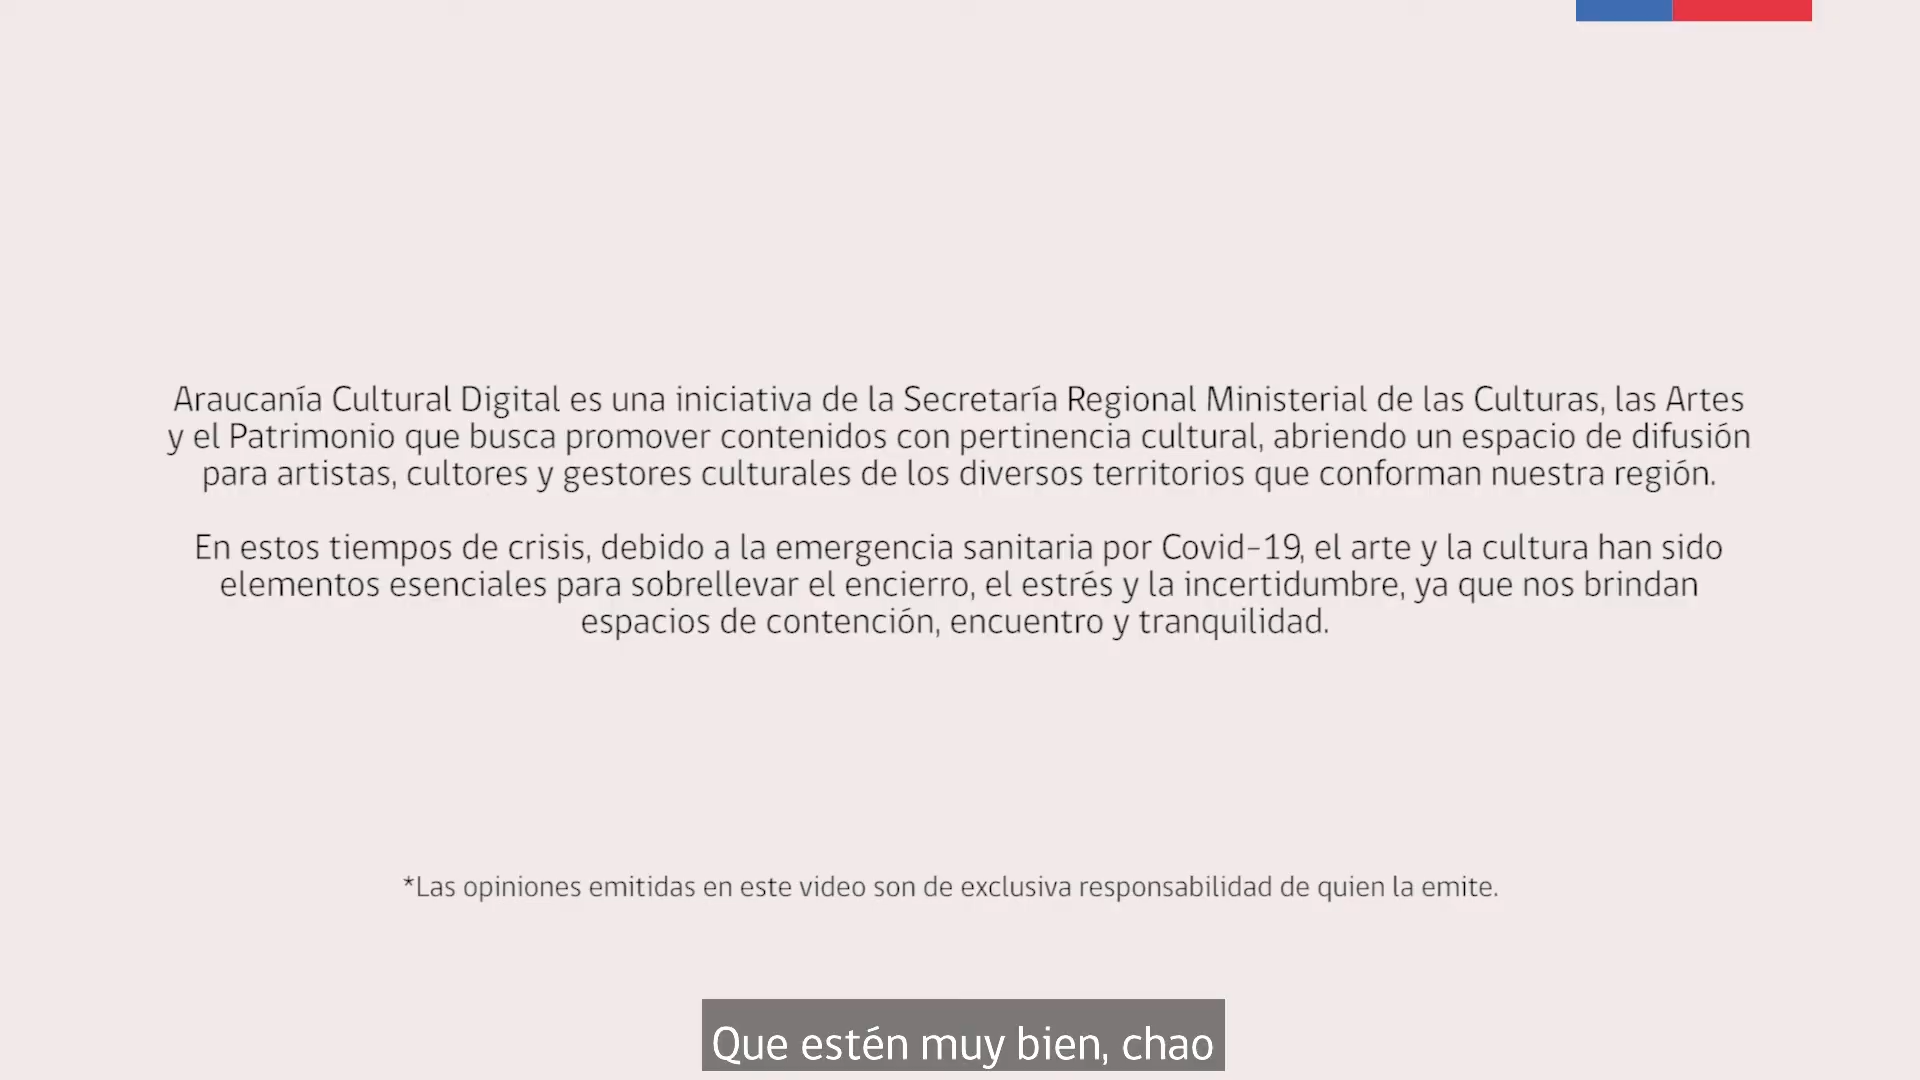 Araucanía Cultural Digital es una iniciativa de la Secretaría Regional Ministerial de las Culturas, las Artes
y el Patrimonio que busca promover contenidos con pertinencia cultural, abriendo un espacio de difusión
para artistas, cultores y gestores culturales de los diversos territorios que conforman nuestra región.
En estos tiempos de crisis, debido a la emergencia sanitaria por Covid-19, el arte y la cultura han sido
elementos esenciales para sobrellevar el encierro, el estrés y la incertidumbre, ya que nos brindan
espacios de contención, encuentro y tranquilidad.
*Las opiniones emitidas en este video son de exclusiva responsabilidad de quien la emite.
Que estén muy bien, chao